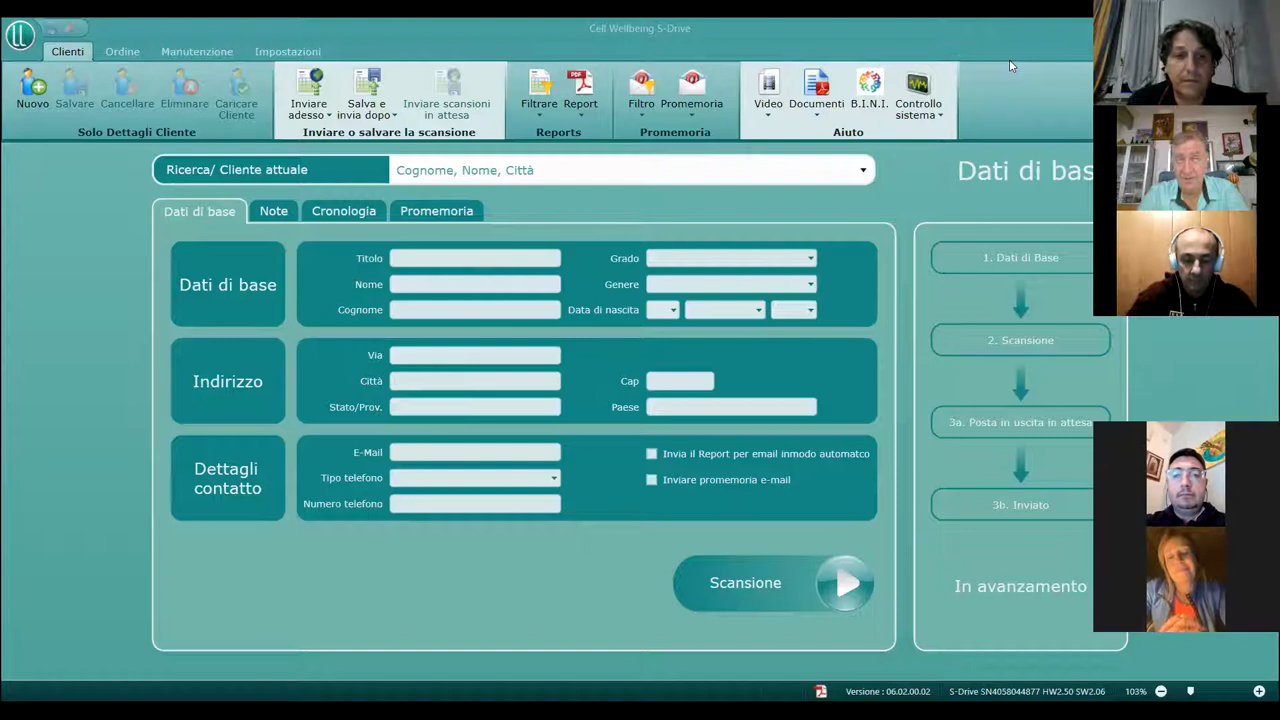 Cell Wellbeing S-Drive
Clienti Ordine Manutenzione Impostazioni
Nuovo Salvare Cancellare Eliminare Caricare Cliente
Solo Dettagli Cliente
Inviare adesso Salva e invia dopo Inviare scansioni in attesa
Inviare o salvare la scansione
Filtrare Report
Reports
Filtro Promemoria
Promemoria
Video Documenti B.I.N.I. Controllo sistema
Aiuto
Ricerca/ Cliente attuale Cognome, Nome, Città
Dati di bas
Dati di base Note Cronologia Promemoria
Dati di base
Titolo Grado
Nome Genere
Cognome Data di nascita
Indirizzo
Via
Città Cap
Stato/Prov. Paese
Dettagli contatto
E-Mail Invia il Report per email inmodo automatco
Tipo telefono Inviare promemoria e-mail
Numero telefono
Scansione
1. Dati di Base
2. Scansione
3a. Posta in uscita in attesa
3b. Inviato
In avanzamento
PDF
Versione : 06.02.00.02 S-Drive SN4058044877 HW2.50 SW2.06 103%